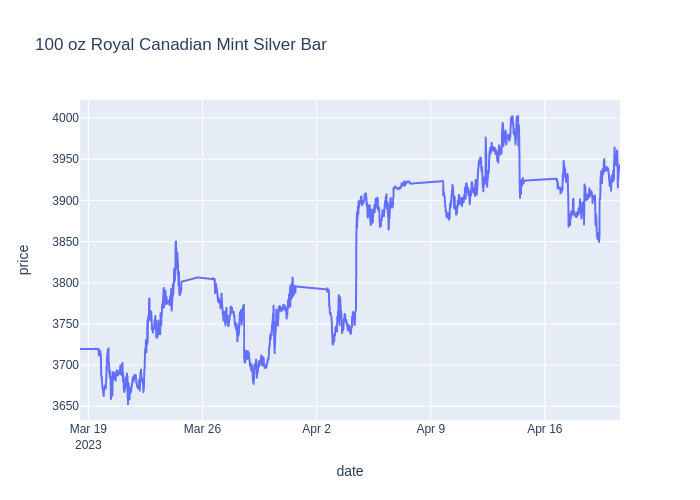 100 oz Royal Canadian Mint Silver Bar
4000
3950
3900
3850
3800
3750
3700
3650
price
Mar 19
2023
Mar 26
Apr 2
Apr 9
Apr 16
date